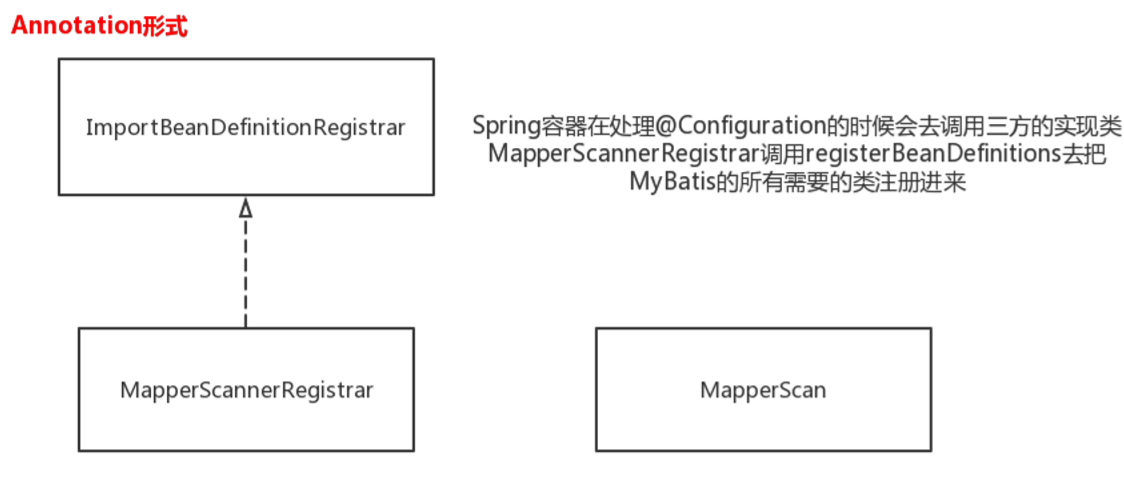 Annotation形式
ImportBeanDefinitionRegistrar
Spring容器在处理@Configuration的时候会去调用三方的实现类
MapperScannerRegistrar调用registerBeanDefinitions去把
MyBatis的所有需要的类注册进来
MapperScannerRegistrar
MapperScan